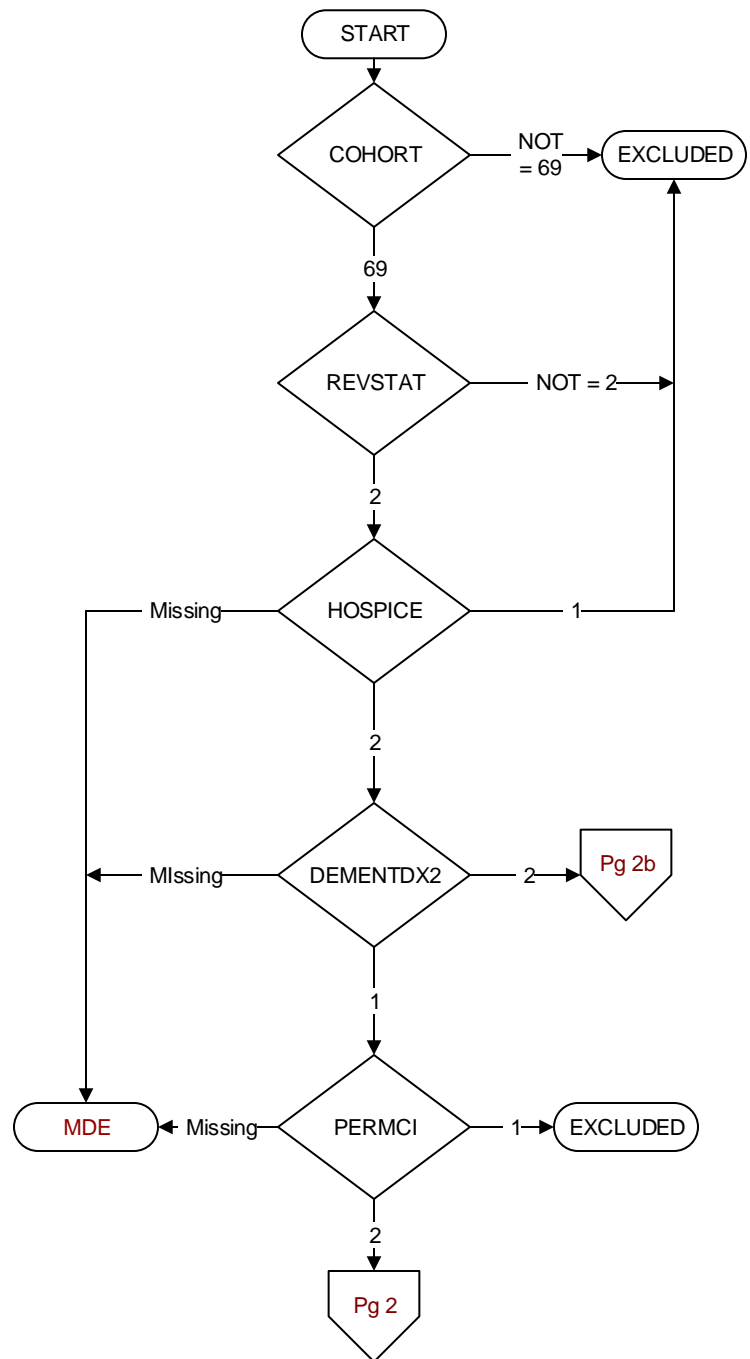 START
COHORT
NOT
= 69
EXCLUDED
69
REVSTAT
NOT = 2
2
Missing
HOSPICE
1
2
MIssing
DEMENTDX2
2
Pg 2b
1
MDE
Missing
PERMCI
1
EXCLUDED
2
Pg 2